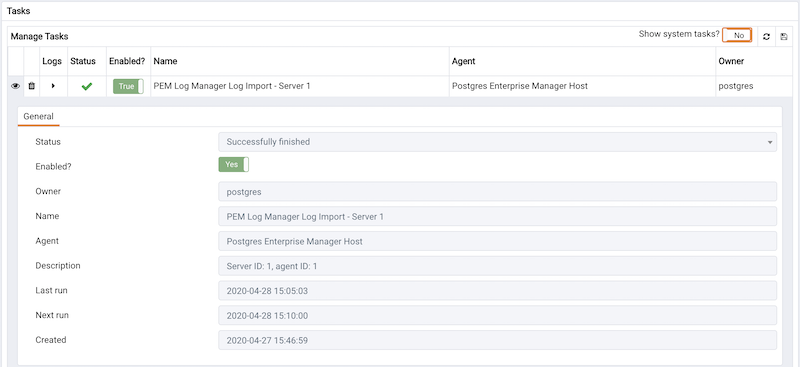 Tasks
Manage Tasks Show system tasks? No
Logs Status Enabled? Name Agent Owner
True PEM Log Manager Log Import - Server 1 Postgres Enterprise Manager Host postgres
General
Status Successfully finished
Enabled? Yes
Owner postgres
Name PEM Log Manager Log Import - Server 1
Agent Postgres Enterprise Manager Host
Description Server ID: 1, agent ID: 1
Last run 2020-04-28 15:05:03
Next run 2020-04-28 15:10:00
Created 2020-04-27 15:46:59